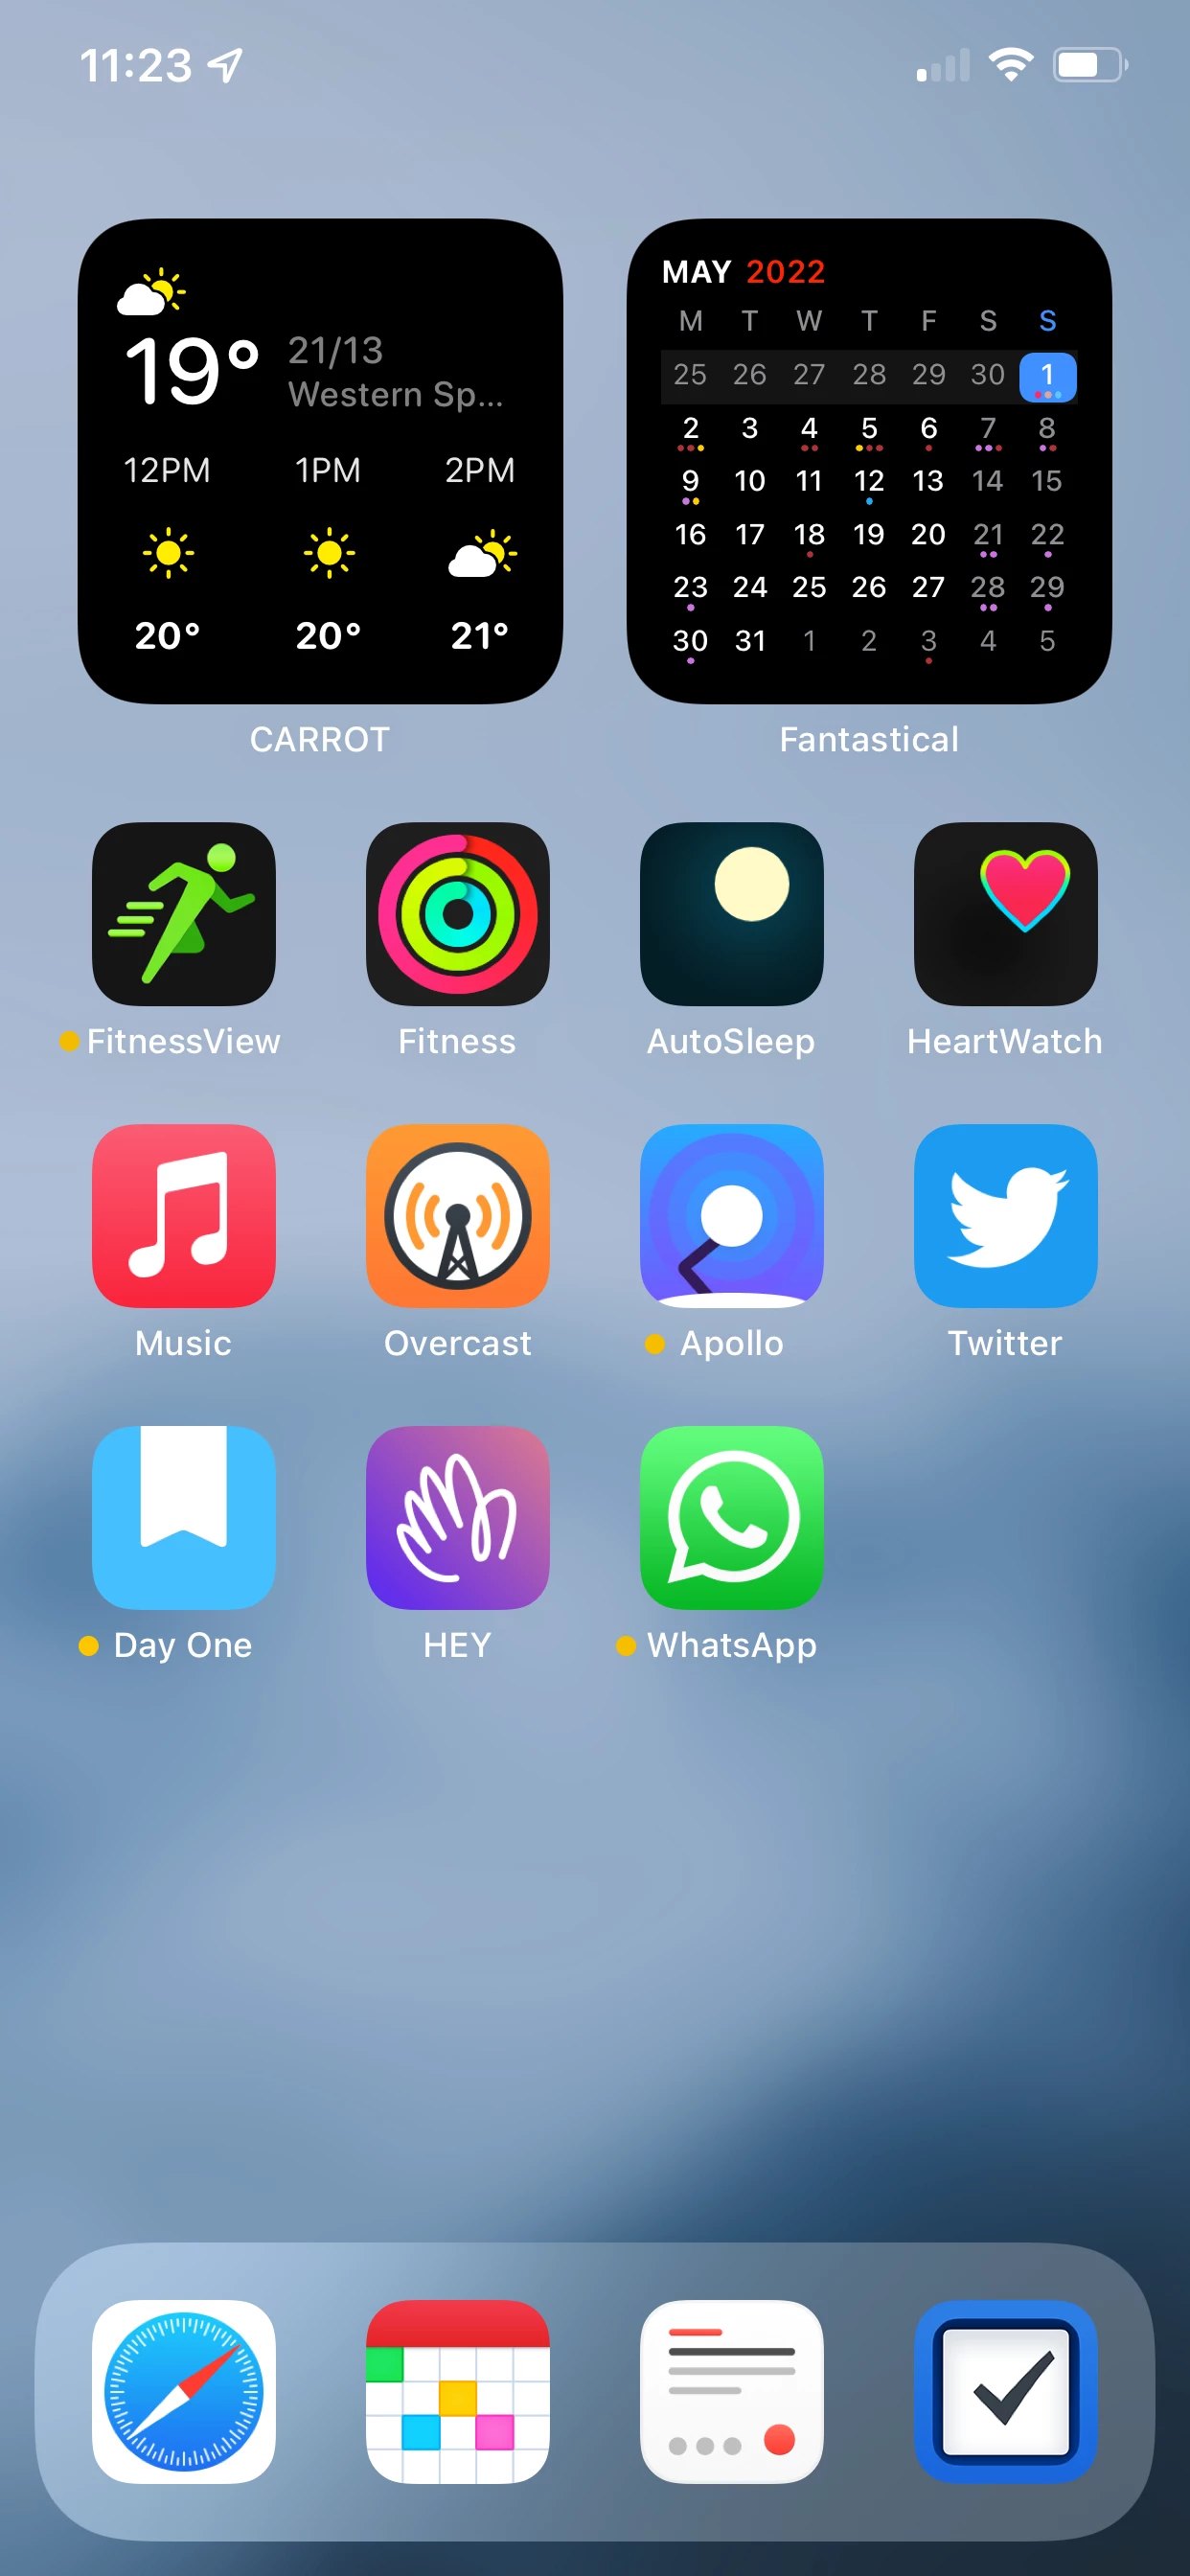 11:23
19°
21/13
Western Sp...
12PM 1PM 2PM
20° 20° 21°
CARROT
MAY 2022
M T W T F S S
25 26 27 28 29 30 1
2 3 4 5 6 7 8
9 10 11 12 13 14 15
16 17 18 19 20 21 22
23 24 25 26 27 28 29
30 31 1 2 3 4 5
Fantastical
FitnessView Fitness AutoSleep HeartWatch
Music Overcast Apollo Twitter
Day One HEY WhatsApp